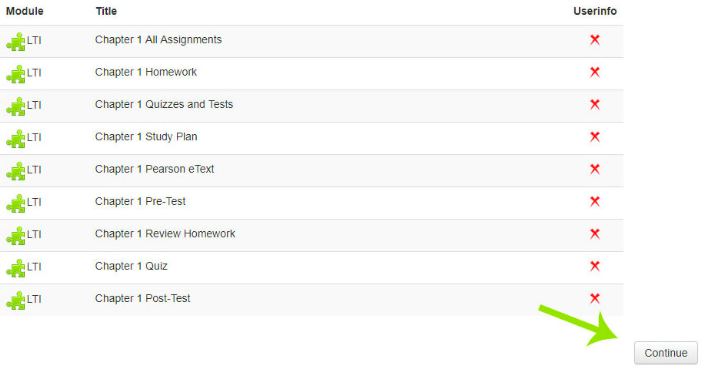 Module Title Userinfo
LTI Chapter 1 All Assignments
LTI Chapter 1 Homework
LTI Chapter 1 Quizzes and Tests
LTI Chapter 1 Study Plan
LTI Chapter 1 Pearson eText
LTI Chapter 1 Pre-Test
LTI Chapter 1 Review Homework
LTI Chapter 1 Quiz
LTI Chapter 1 Post-Test
Continue